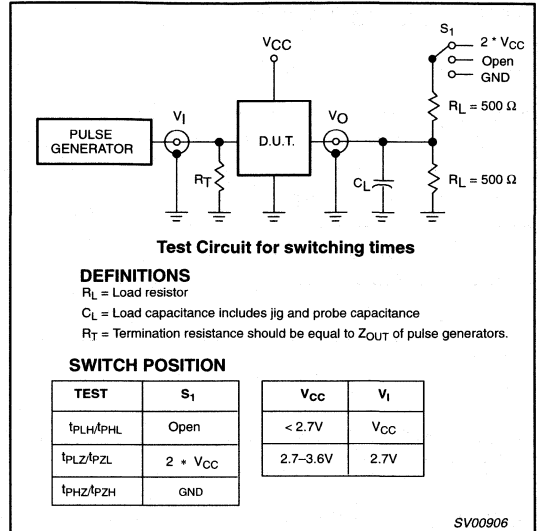 S1
2 * VCC
Open
GND
VCC
RL = 500 Ω
VI
VO
PULSE
GENERATOR
D.U.T.
RT
CL
RL = 500 Ω
Test Circuit for switching times
DEFINITIONS
RL = Load resistor
CL = Load capacitance includes jig and probe capacitance
RT = Termination resistance should be equal to ZOUT of pulse generators.
SWITCH POSITION
TEST S1
tPLH/tPHL Open
tPLZ/tPZL 2 * VCC
tPHZ/tPZH GND
VCC VI
< 2.7V VCC
2.7–3.6V 2.7V
SV00906